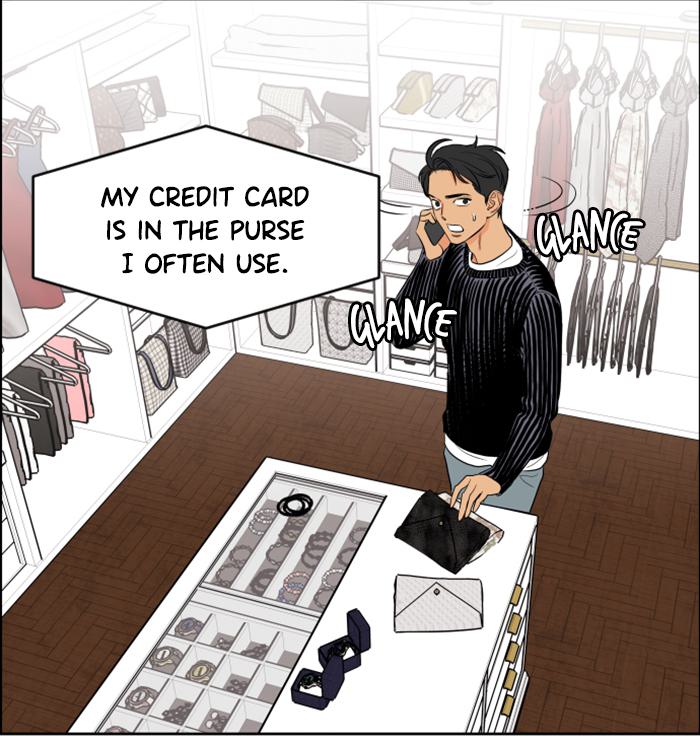 MY CREDIT CARD
IS IN THE PURSE
I OFTEN USE.
GLANCE
GLANCE